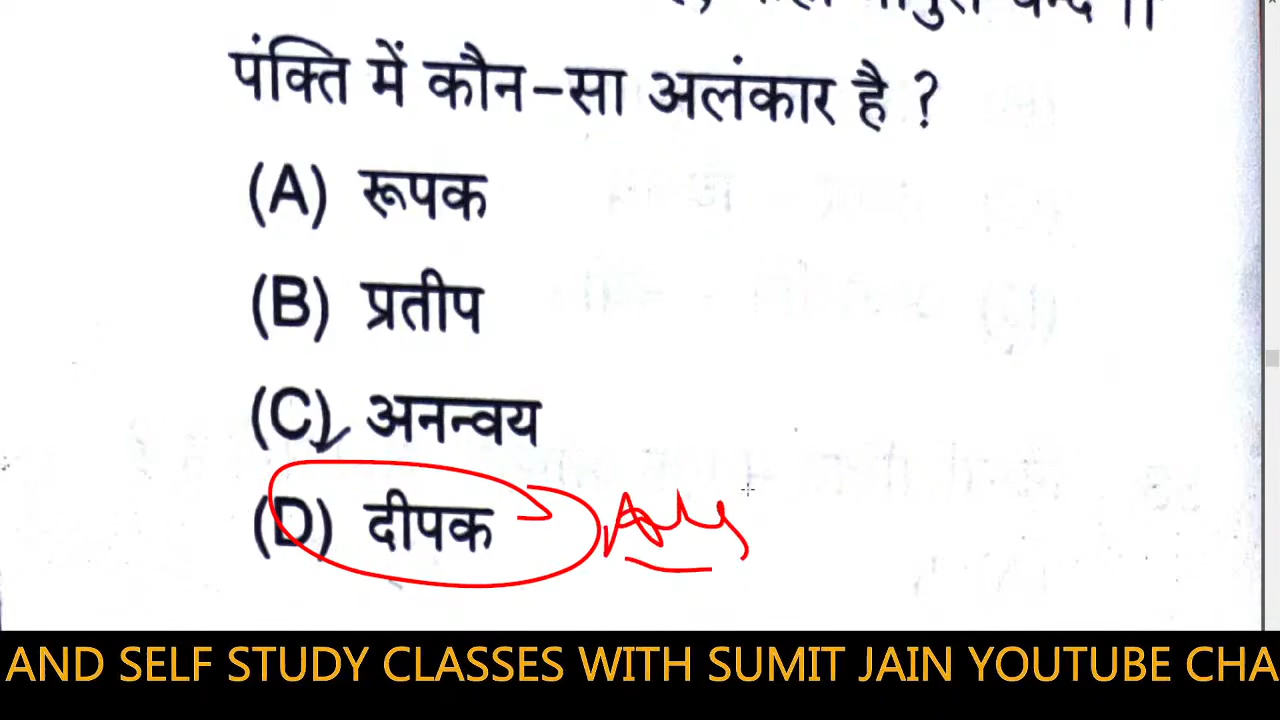 पंक्ति में कौन-सा अलंकार है ?
(A) रूपक
(B) प्रतीप
(C) अनन्वय
(D) दीपक
Ans
AND SELF STUDY CLASSES WITH SUMIT JAIN YOUTUBE CHA